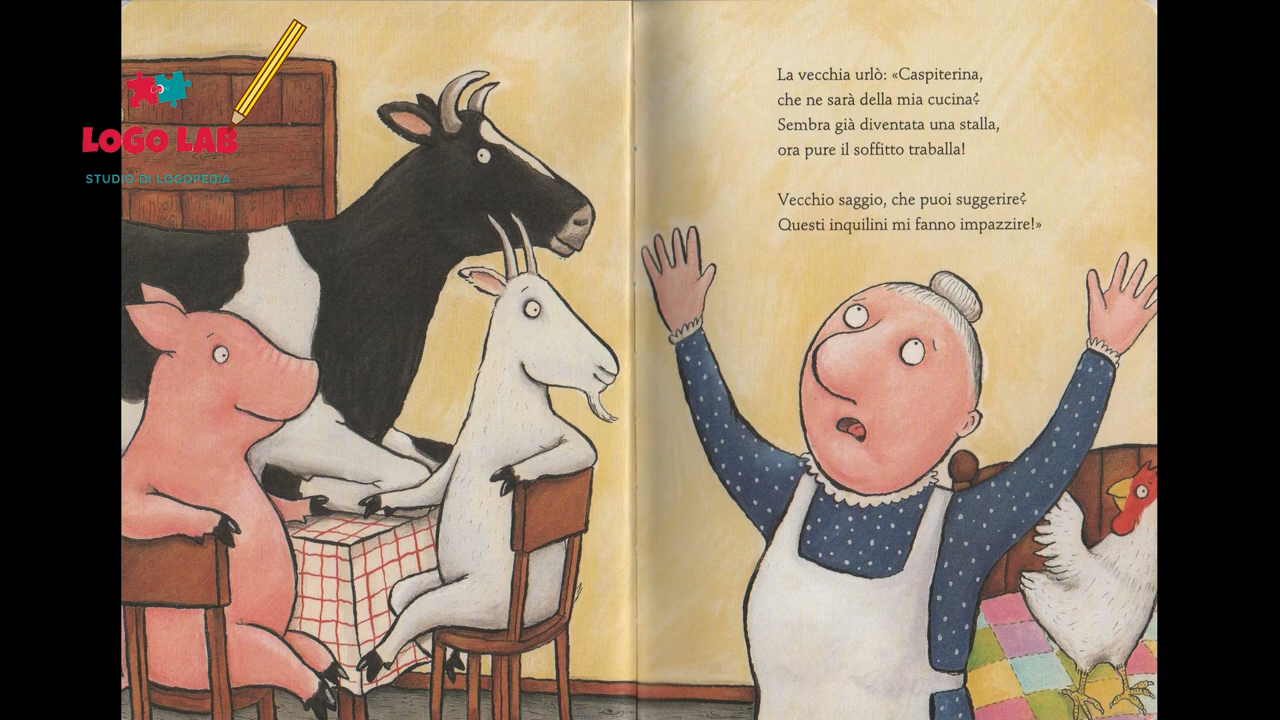 LOGO LAB
STUDIO DI LOGOPEDIA
La vecchia urlò: «Caspiterina,
che ne sarà della mia cucina?
Sembra già diventata una stalla,
ora pure il soffitto traballa!
Vecchio saggio, che puoi suggerire?
Questi inquilini mi fanno impazzire!»